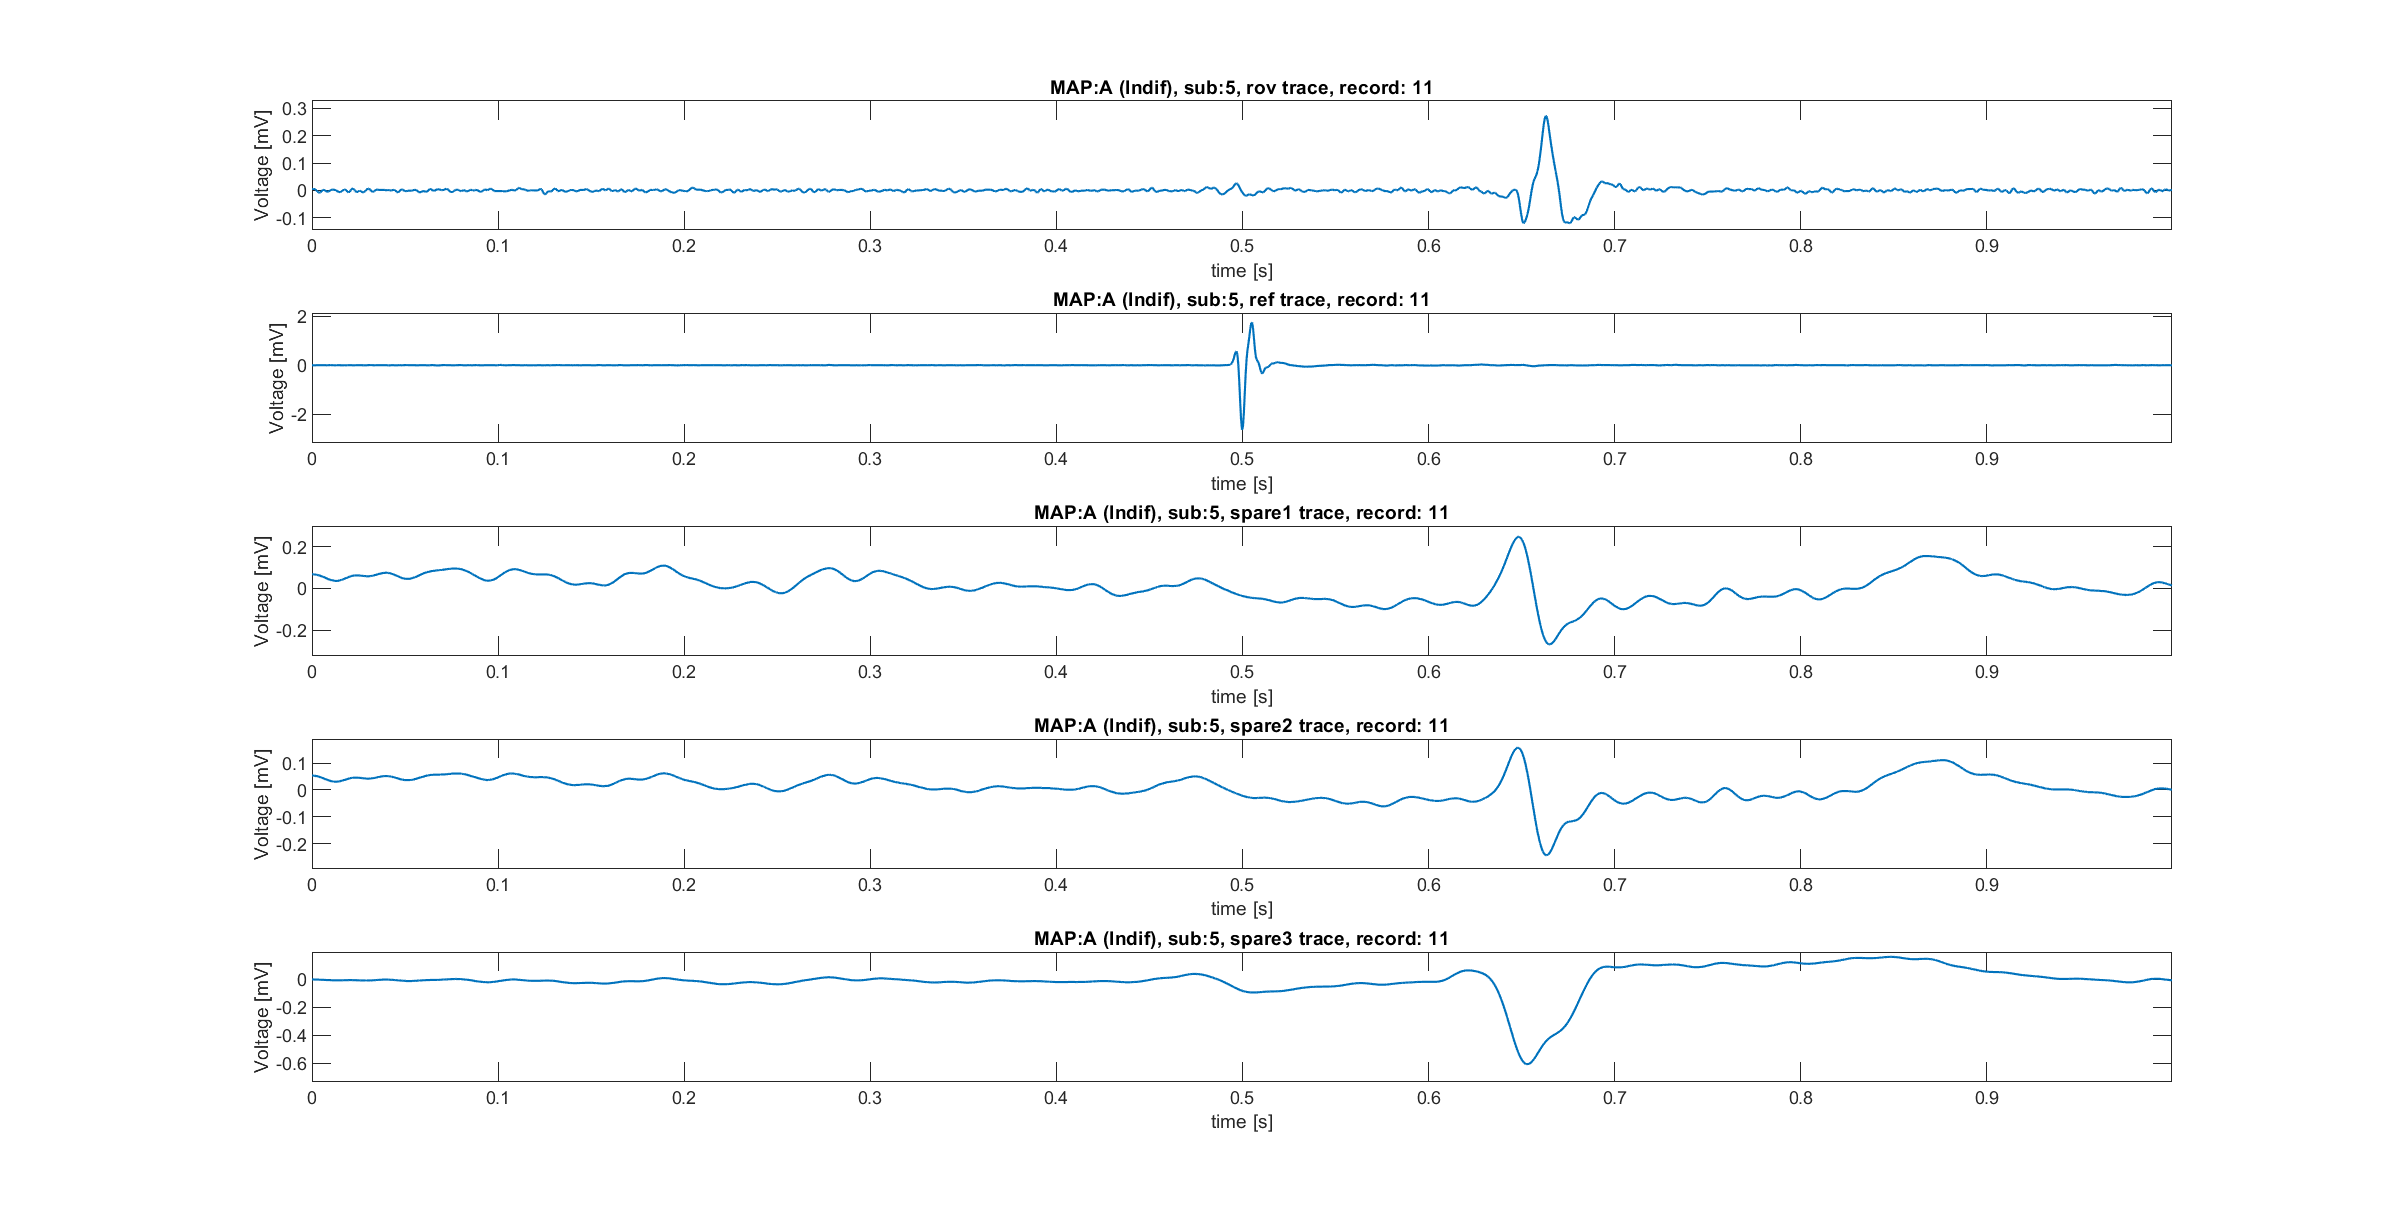 MAP:A (Indif), sub:5, rov trace, record: 11
Voltage [mV]
0.3
0.2
0.1
0
-0.1
0 0.1 0.2 0.3 0.4 0.5 0.6 0.7 0.8 0.9
time [s]
MAP:A (Indif), sub:5, ref trace, record: 11
Voltage [mV]
2
0
-2
0 0.1 0.2 0.3 0.4 0.5 0.6 0.7 0.8 0.9
time [s]
MAP:A (Indif), sub:5, spare1 trace, record: 11
Voltage [mV]
0.2
0
-0.2
0 0.1 0.2 0.3 0.4 0.5 0.6 0.7 0.8 0.9
time [s]
MAP:A (Indif), sub:5, spare2 trace, record: 11
Voltage [mV]
0.1
0
-0.1
-0.2
0 0.1 0.2 0.3 0.4 0.5 0.6 0.7 0.8 0.9
time [s]
MAP:A (Indif), sub:5, spare3 trace, record: 11
Voltage [mV]
0
-0.2
-0.4
-0.6
0 0.1 0.2 0.3 0.4 0.5 0.6 0.7 0.8 0.9
time [s]